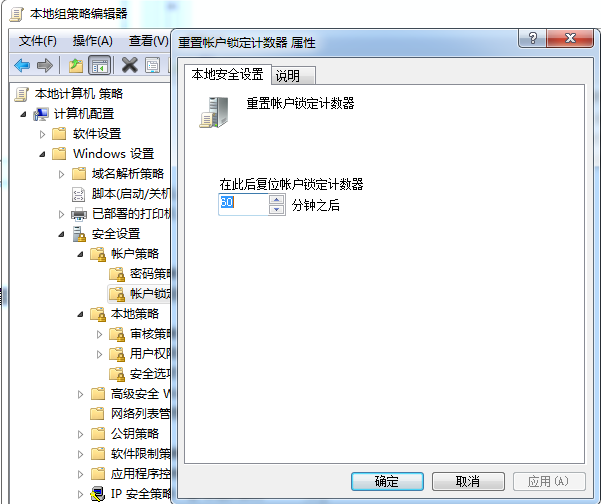 本地组策略编辑器
文件(F) 操作(A) 查看(V)
本地计算机 策略
计算机配置
软件设置
Windows 设置
域名解析策略
脚本(启动/关机
已部署的打印机
安全设置
帐户策略
密码策略
帐户锁定
本地策略
审核策略
用户权限
安全选项
高级安全 W
网络列表管
公钥策略
软件限制策略
应用程序控
IP 安全策略
重置帐户锁定计数器 属性
本地安全设置 说明
重置帐户锁定计数器
在此后复位帐户锁定计数器
60 分钟之后
确定 取消 应用(A)